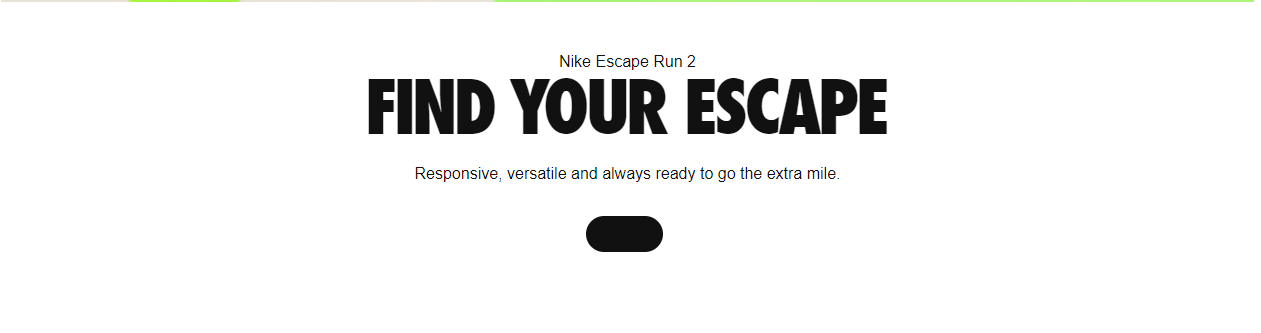 Nike Escape Run 2
FIND YOUR ESCAPE
Responsive, versatile and always ready to go the extra mile.